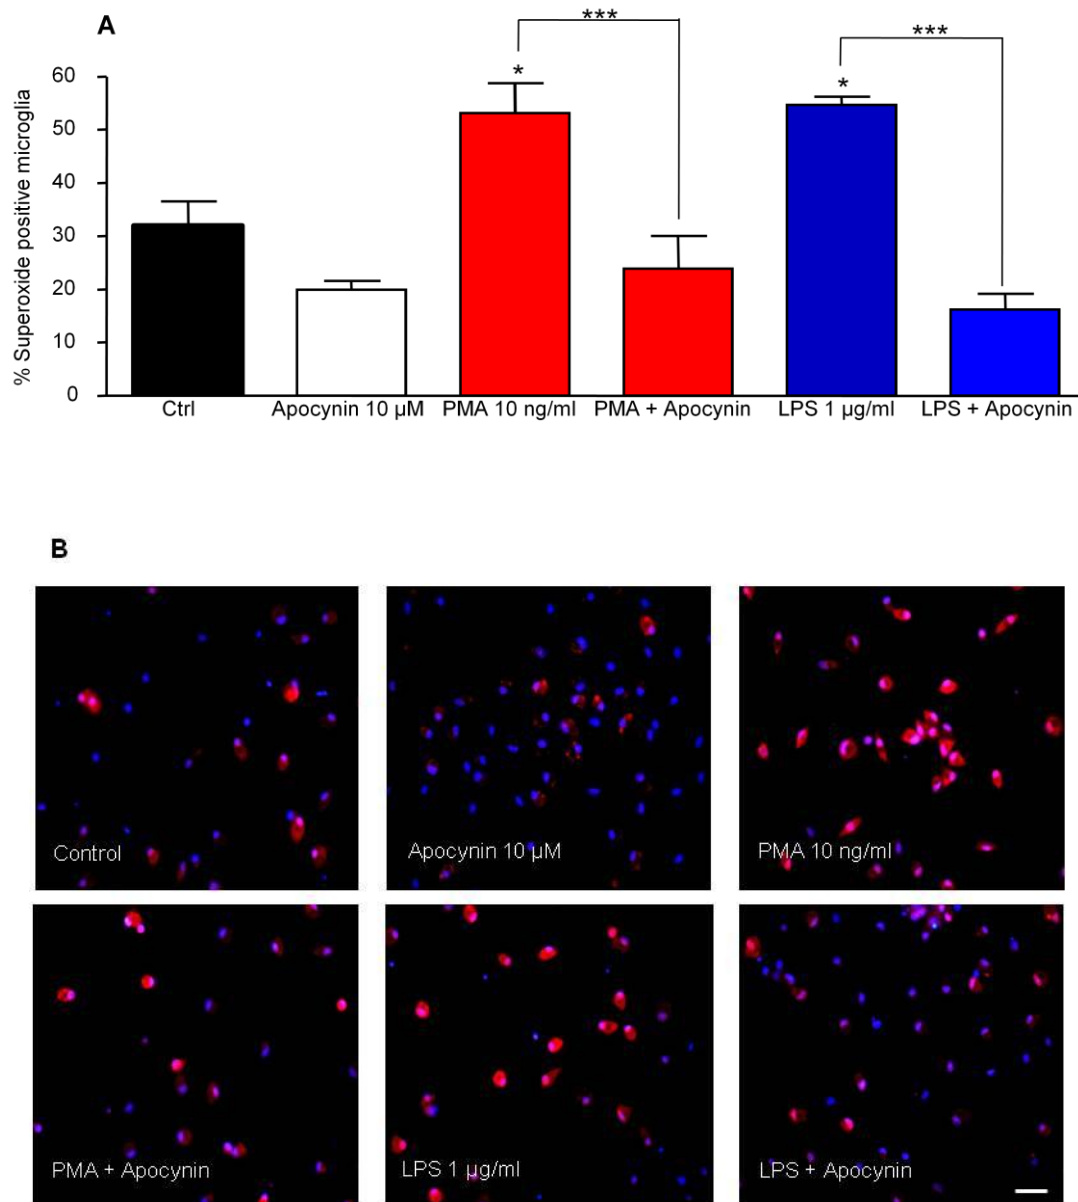 A
***
***
*
*
% Superoxide positive microglia
60
50
40
30
20
10
0
Ctrl
Apocynin 10 µM
PMA 10 ng/ml
PMA + Apocynin
LPS 1 µg/ml
LPS + Apocynin
B
Control
Apocynin 10 µM
PMA 10 ng/ml
PMA + Apocynin
LPS 1 µg/ml
LPS + Apocynin